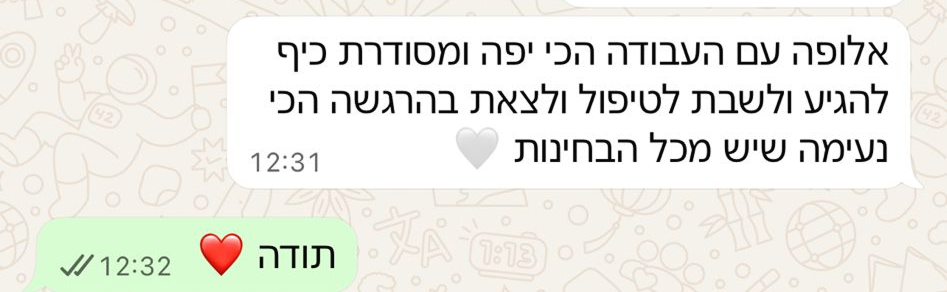 אלופה עם העבודה הכי יפה ומסודרת כיף
להגיע ולשבת לטיפול ולצאת בהרגשה הכי
נעימה שיש מכל הבחינות 🤍
12:31
תודה ❤️
12:32